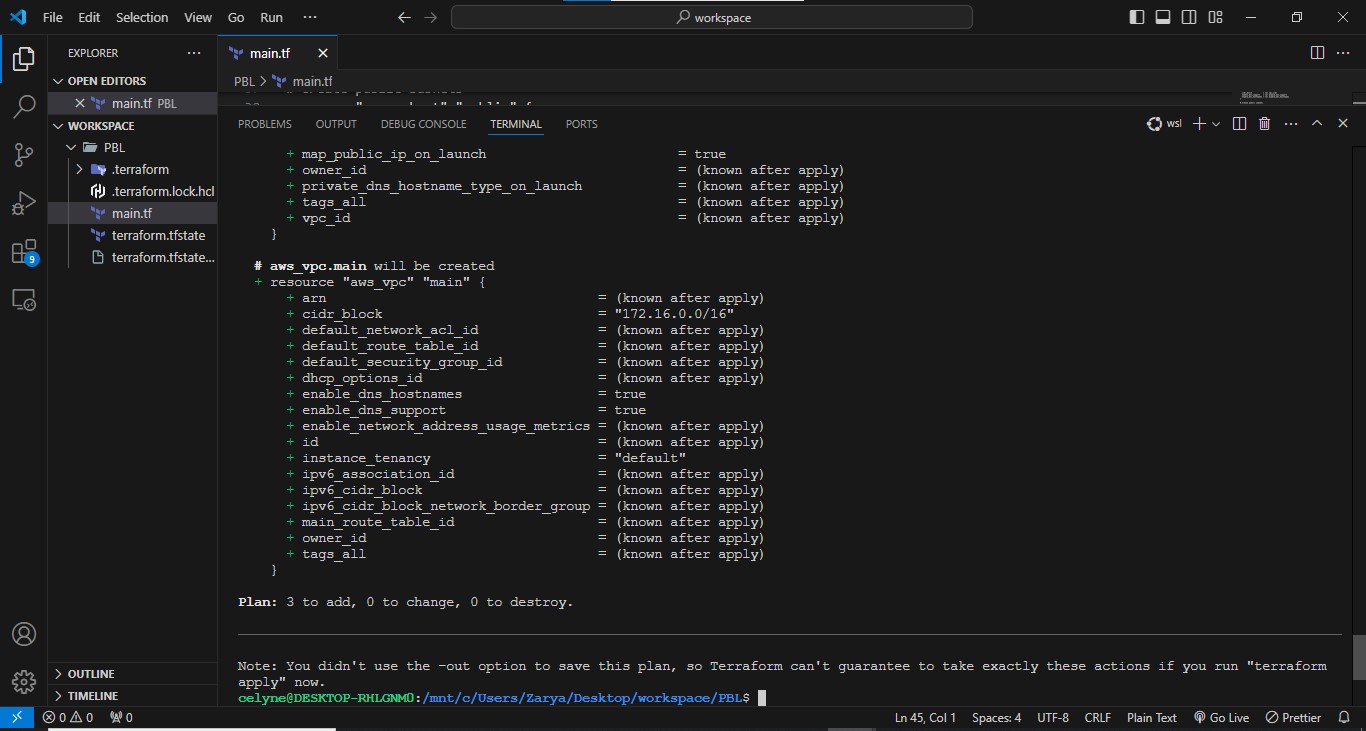 File Edit Selection View Go Run ···
workspace
EXPLORER ···
OPEN EDITORS
main.tf PBL
WORKSPACE
PBL
.terraform
.terraform.lock.hcl
main.tf
terraform.tfstate
terraform.tfstate...
OUTLINE
TIMELINE
9
main.tf
PBL > main.tf
PROBLEMS OUTPUT DEBUG CONSOLE TERMINAL PORTS
wsl
+ map_public_ip_on_launch = true
+ owner_id = (known after apply)
+ private_dns_hostname_type_on_launch = (known after apply)
+ tags_all = (known after apply)
+ vpc_id = (known after apply)
}
# aws_vpc.main will be created
+ resource "aws_vpc" "main" {
+ arn = (known after apply)
+ cidr_block = "172.16.0.0/16"
+ default_network_acl_id = (known after apply)
+ default_route_table_id = (known after apply)
+ default_security_group_id = (known after apply)
+ dhcp_options_id = (known after apply)
+ enable_dns_hostnames = true
+ enable_dns_support = true
+ enable_network_address_usage_metrics = (known after apply)
+ id = (known after apply)
+ instance_tenancy = "default"
+ ipv6_association_id = (known after apply)
+ ipv6_cidr_block = (known after apply)
+ ipv6_cidr_block_network_border_group = (known after apply)
+ main_route_table_id = (known after apply)
+ owner_id = (known after apply)
+ tags_all = (known after apply)
}
Plan: 3 to add, 0 to change, 0 to destroy.
Note: You didn't use the -out option to save this plan, so Terraform can't guarantee to take exactly these actions if you run "terraform
apply" now.
celyne@DESKTOP-RHLGNM0:/mnt/c/Users/Zarya/Desktop/workspace/PBL$
0 0 0 Ln 45, Col 1 Spaces: 4 UTF-8 CRLF Plain Text Go Live Prettier